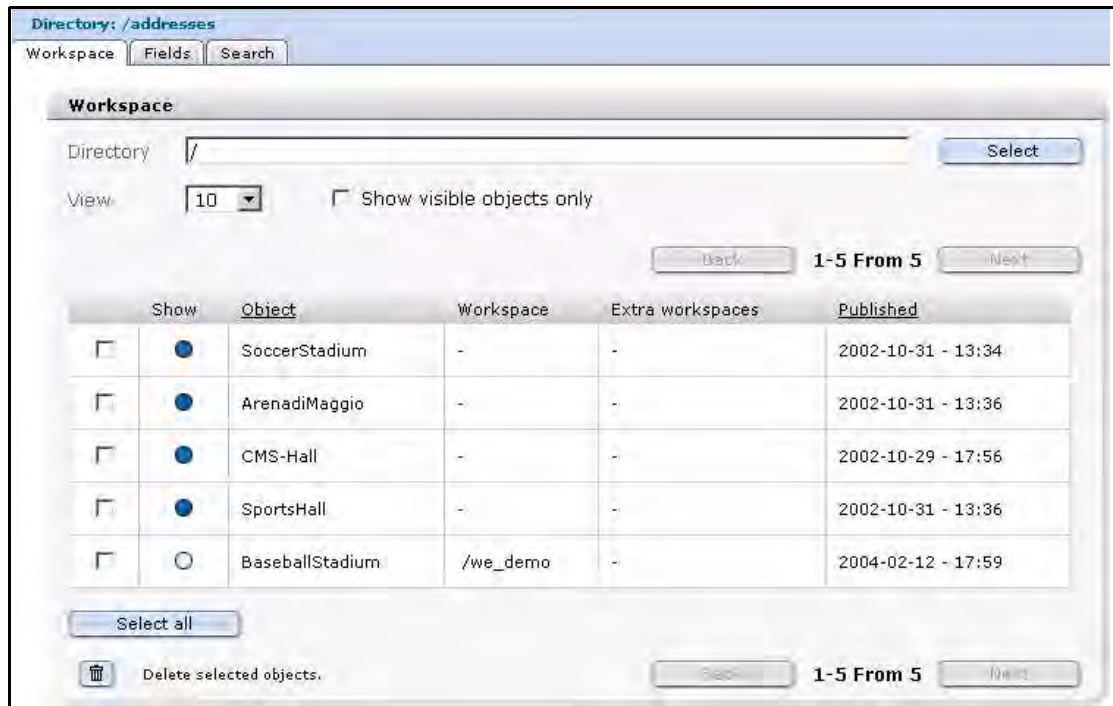 Directory: /addresses
Workspace Fields Search
Workspace
Directory / Select
View 10 Show visible objects only
Back 1-5 From 5 Next
Show Object Workspace Extra workspaces Published
SoccerStadium - - 2002-10-31 - 13:34
ArenadiMaggio - - 2002-10-31 - 13:36
CMS-Hall - - 2002-10-29 - 17:56
SportsHall - - 2002-10-31 - 13:36
BaseballStadium /we_demo - 2004-02-12 - 17:59
Select all
Delete selected objects. Back 1-5 From 5 Next